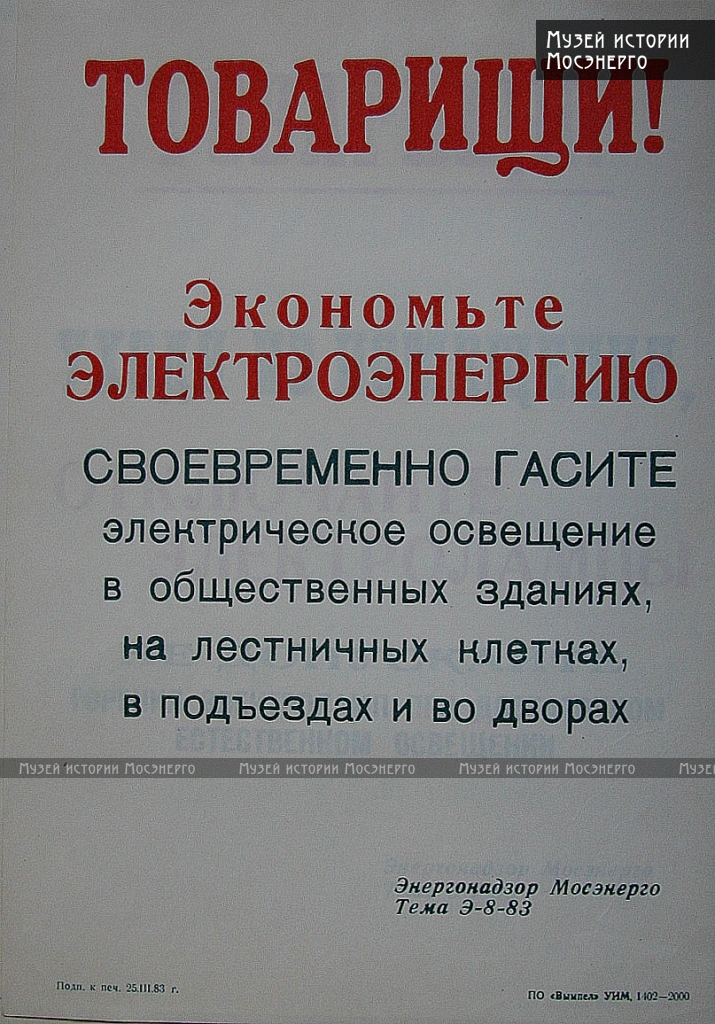 Музей истории
Мосэнерго
ТОВАРИЩИ!
Экономьте
ЭЛЕКТРОЭНЕРГИЮ
СВОЕВРЕМЕННО ГАСИТЕ
электрическое освещение
в общественных зданиях,
на лестничных клетках,
в подъездах и во дворах
Музей истории Мосэнерго Музей истории Мосэнерго Музей истории Мосэнерго Музей
Энергонадзор Мосэнерго
Тема Э-8-83
Подп. к печ. 25.III.83 г.
ПО «Вымпел» УИМ, 1402—2000